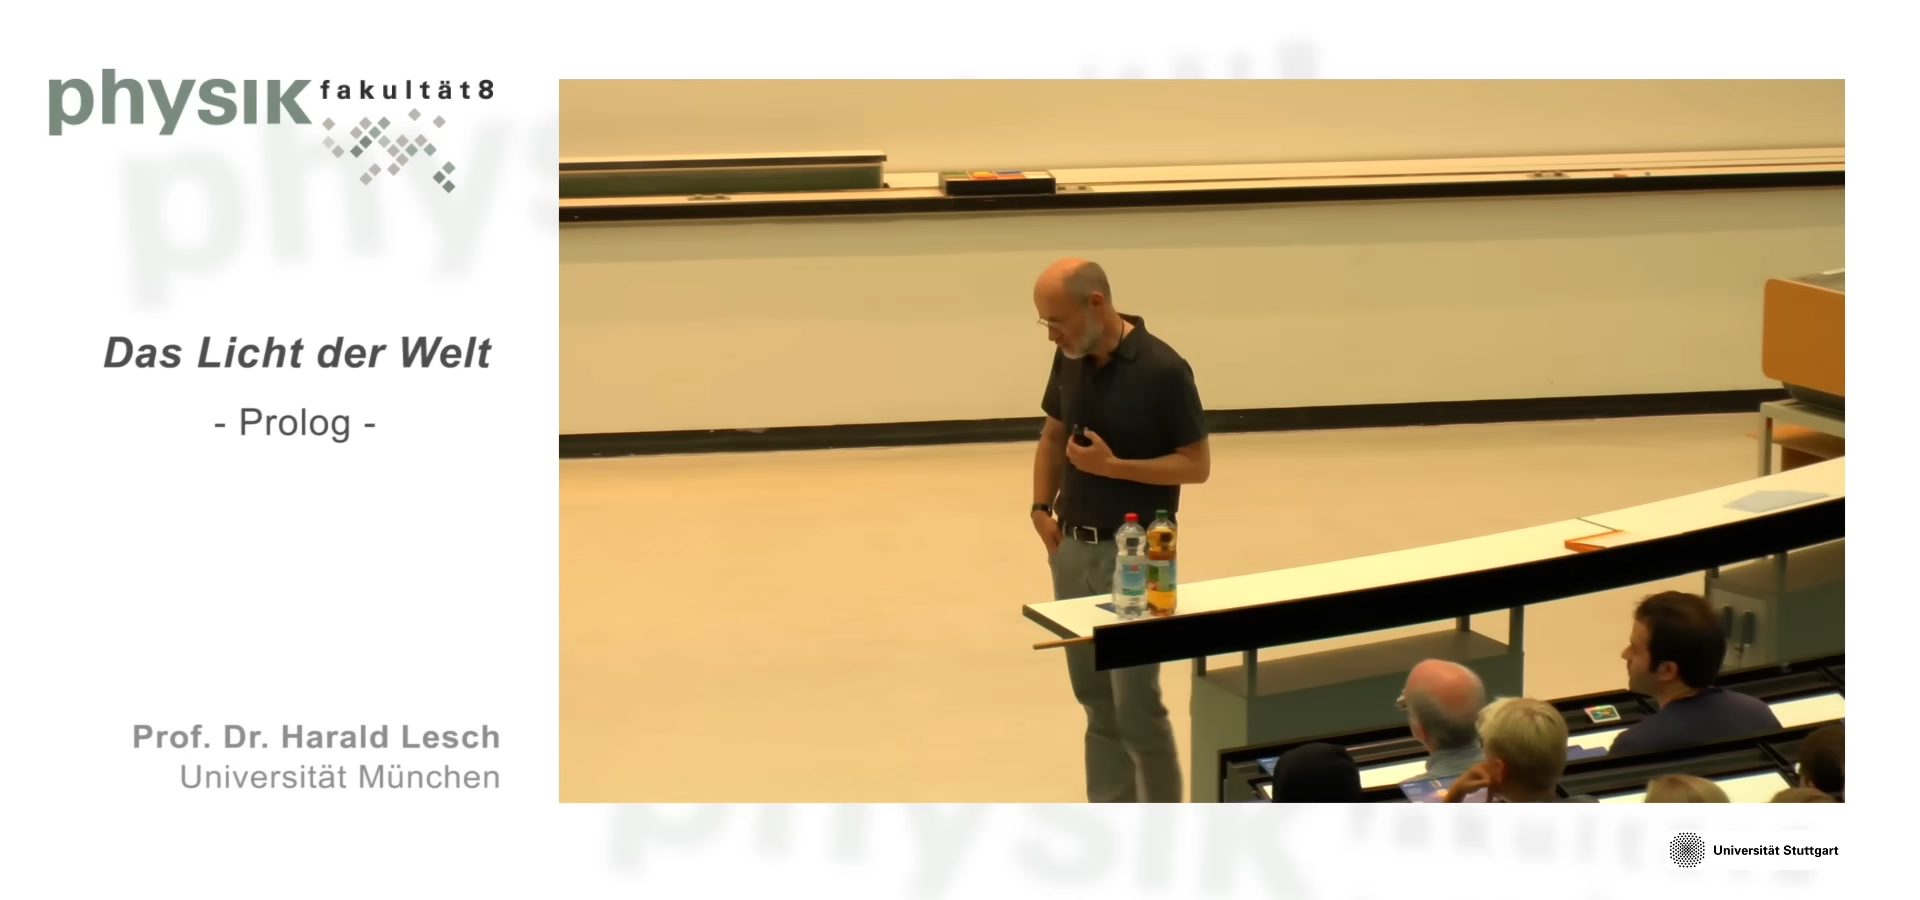 physik fakultät8
Das Licht der Welt
- Prolog -
Prof. Dr. Harald Lesch
Universität München
Universität Stuttgart